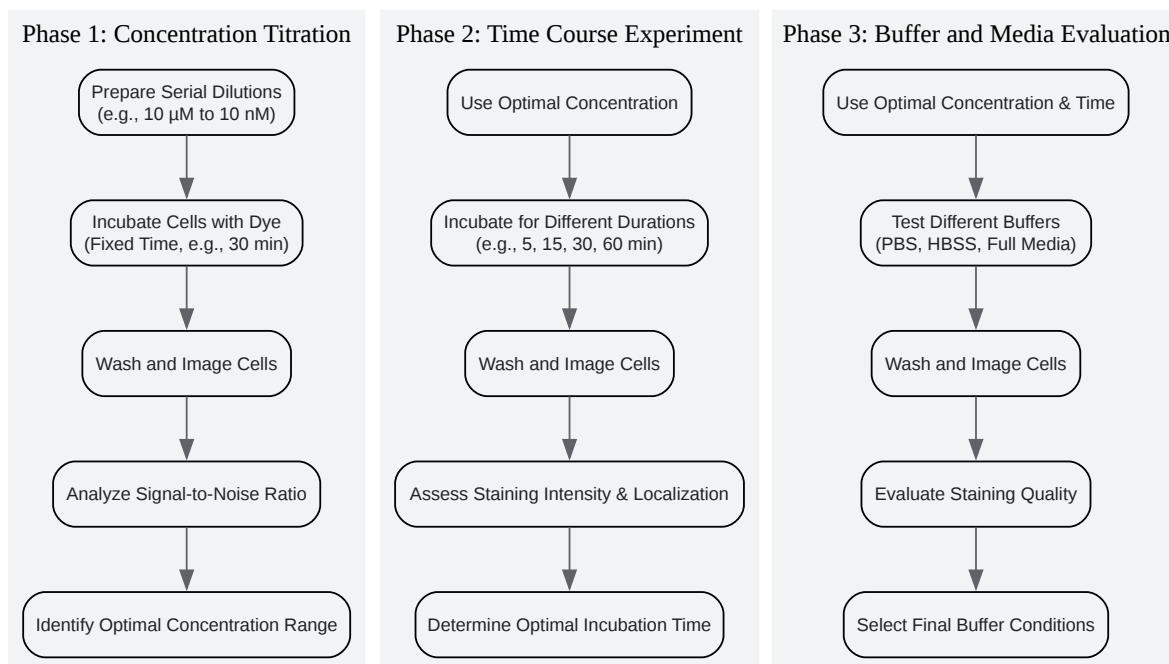 Phase 1: Concentration Titration
Prepare Serial Dilutions
(e.g., 10 µM to 10 nM)
Incubate Cells with Dye
(Fixed Time, e.g., 30 min)
Wash and Image Cells
Analyze Signal-to-Noise Ratio
Identify Optimal Concentration Range
Phase 2: Time Course Experiment
Use Optimal Concentration
Incubate for Different Durations
(e.g., 5, 15, 30, 60 min)
Wash and Image Cells
Assess Staining Intensity & Localization
Determine Optimal Incubation Time
Phase 3: Buffer and Media Evaluation
Use Optimal Concentration & Time
Test Different Buffers
(PBS, HBSS, Full Media)
Wash and Image Cells
Evaluate Staining Quality
Select Final Buffer Conditions